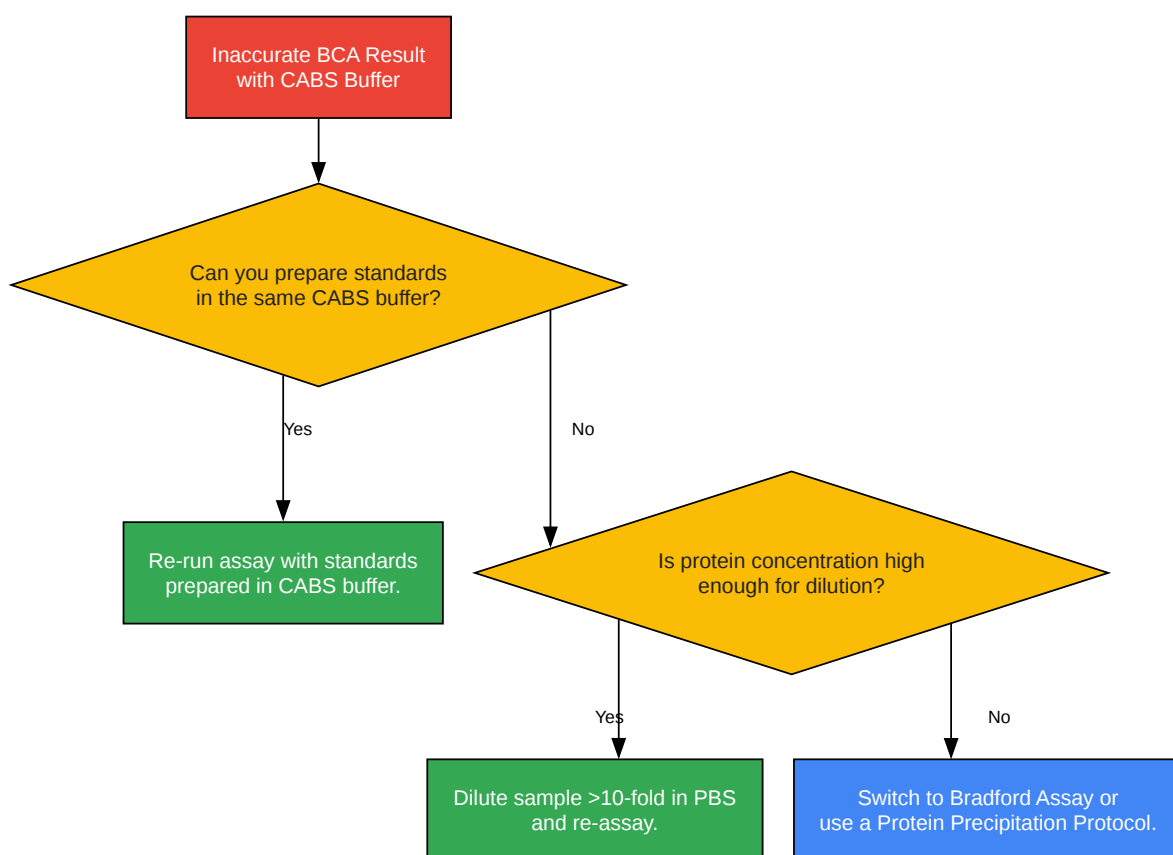 Inaccurate BCA Result
with CABS Buffer
Can you prepare standards
in the same CABS buffer?
Yes
No
Re-run assay with standards
prepared in CABS buffer.
Is protein concentration high
enough for dilution?
Yes
No
Dilute sample >10-fold in PBS
and re-assay.
Switch to Bradford Assay or
use a Protein Precipitation Protocol.